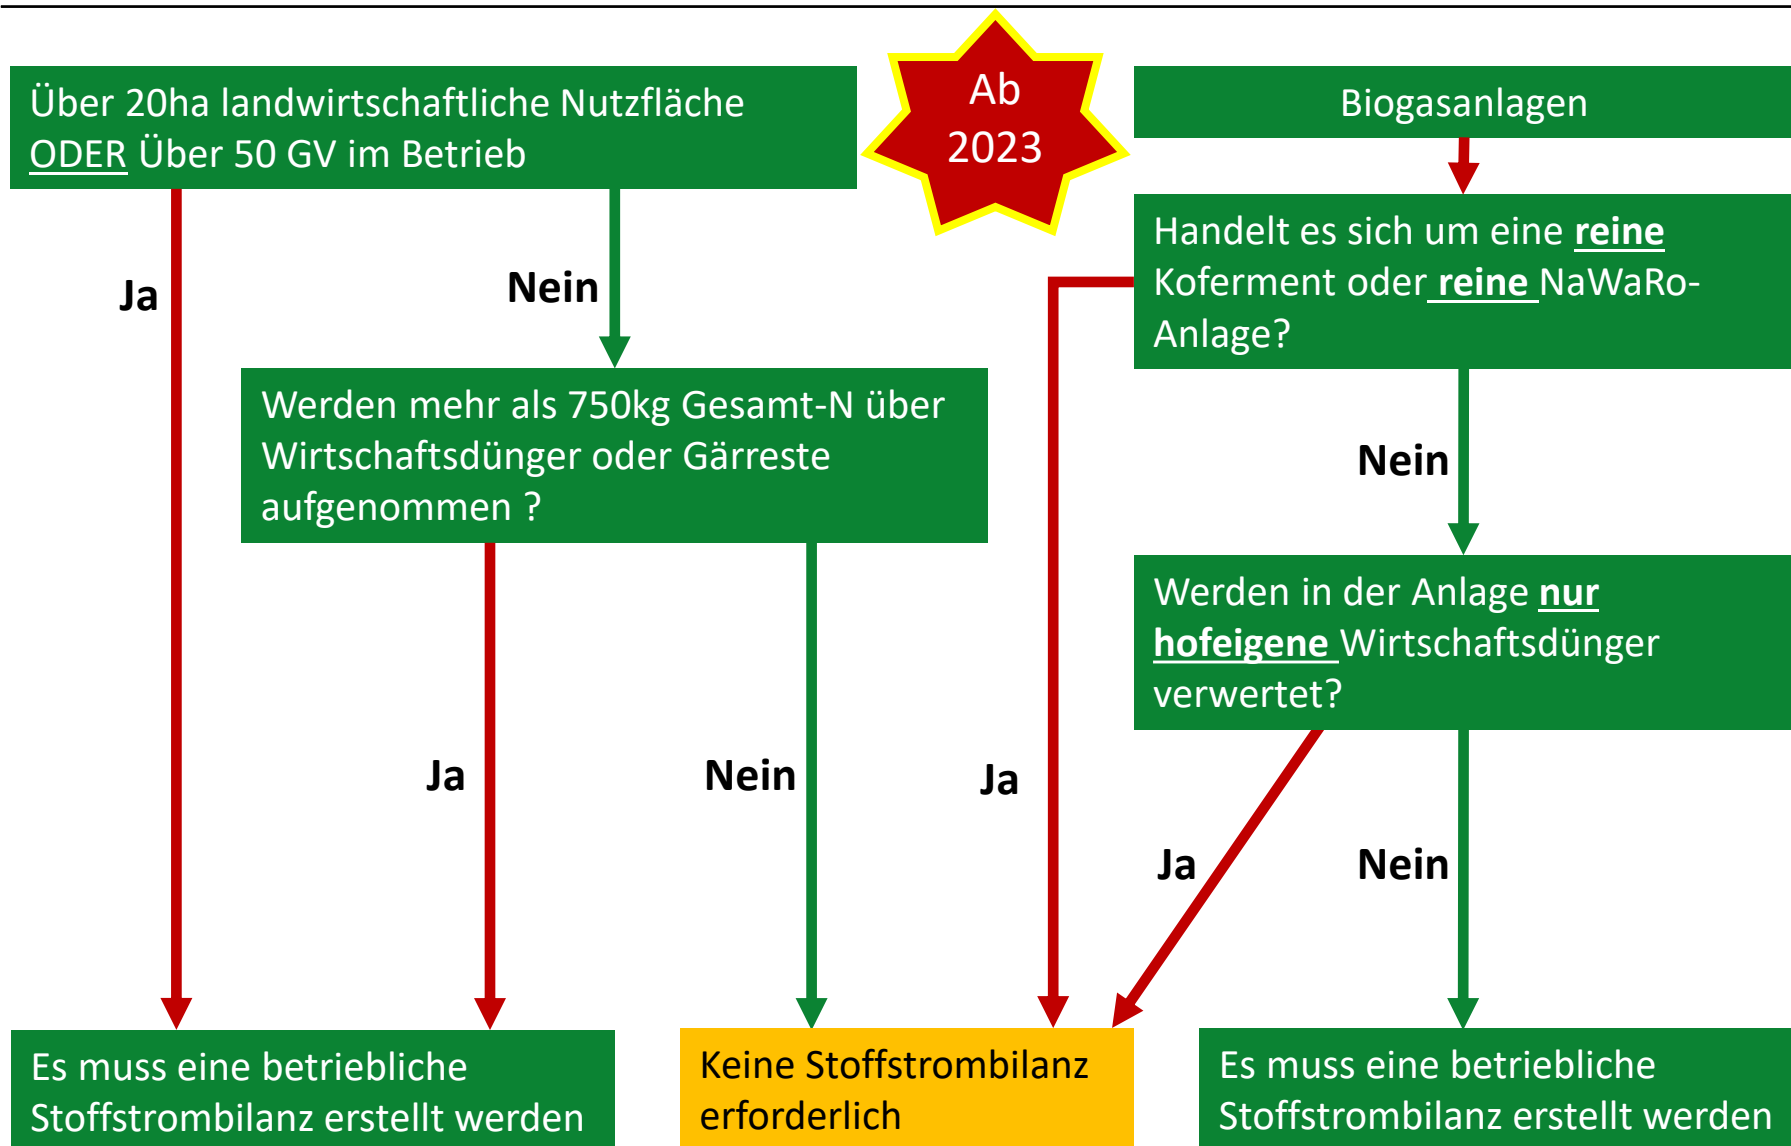 Über 20ha landwirtschaftliche Nutzfläche
ODER Über 50 GV im Betrieb
Ab
2023
Biogasanlagen
Handelt es sich um eine reine
Koferment oder reine NaWaRo-
Anlage?
Ja
Nein
Werden mehr als 750kg Gesamt-N über
Wirtschaftsdünger oder Gärreste
aufgenommen ?
Nein
Werden in der Anlage nur
hofeigene Wirtschaftsdünger
verwertet?
Ja
Nein
Ja
Ja
Nein
Es muss eine betriebliche
Stoffstrombilanz erstellt werden
Keine Stoffstrombilanz
erforderlich
Es muss eine betriebliche
Stoffstrombilanz erstellt werden